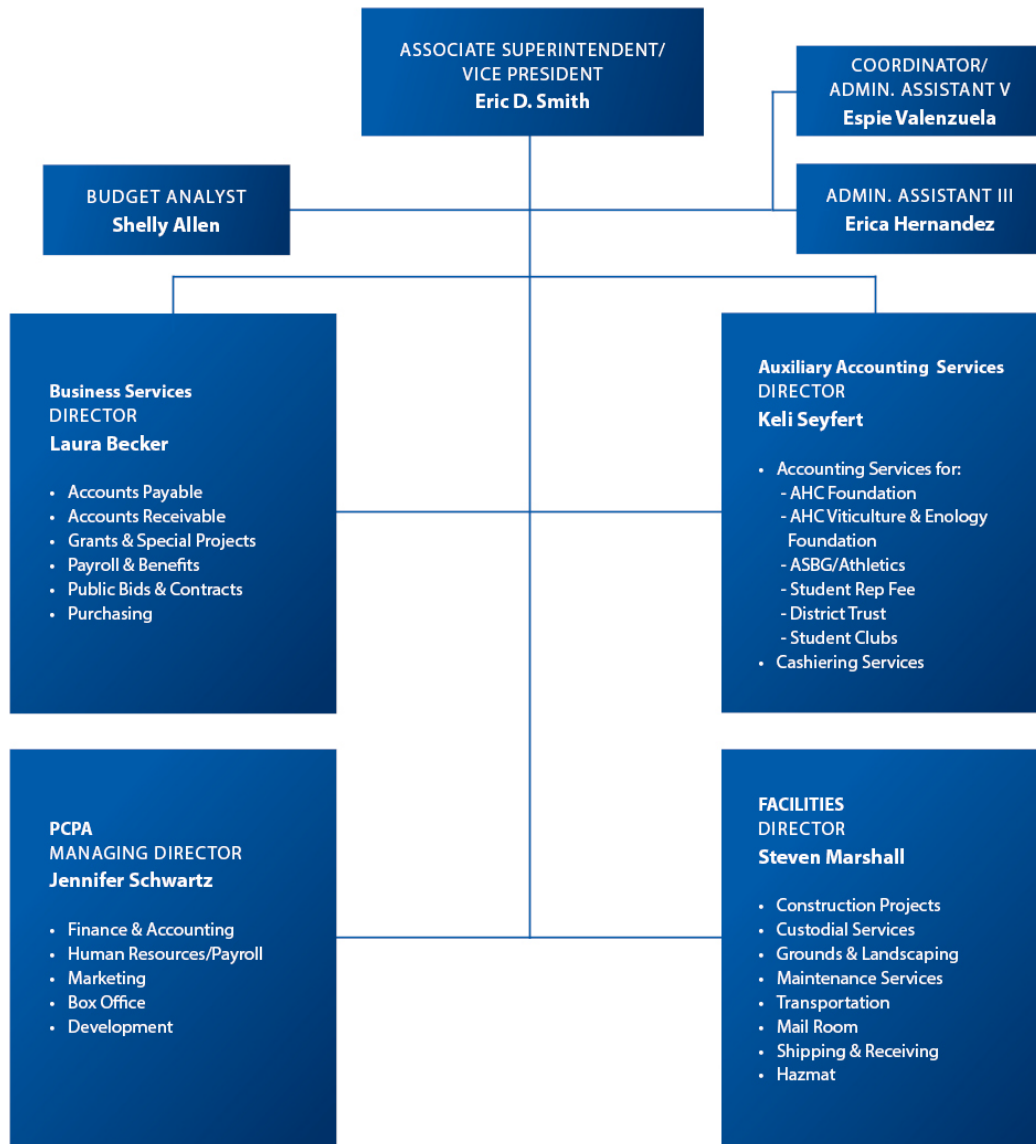 ASSOCIATE SUPERINTENDENT/
VICE PRESIDENT
Eric D. Smith
COORDINATOR/
ADMIN. ASSISTANT V
Espie Valenzuela
BUDGET ANALYST
Shelly Allen
ADMIN. ASSISTANT III
Erica Hernandez
Business Services
DIRECTOR
Laura Becker
• Accounts Payable
• Accounts Receivable
• Grants & Special Projects
• Payroll & Benefits
• Public Bids & Contracts
• Purchasing
Auxiliary Accounting Services
DIRECTOR
Keli Seyfert
• Accounting Services for:
- AHC Foundation
- AHC Viticulture & Enology
Foundation
- ASBG/Athletics
- Student Rep Fee
- District Trust
- Student Clubs
• Cashiering Services
PCPA
MANAGING DIRECTOR
Jennifer Schwartz
• Finance & Accounting
• Human Resources/Payroll
• Marketing
• Box Office
• Development
FACILITIES
DIRECTOR
Steven Marshall
• Construction Projects
• Custodial Services
• Grounds & Landscaping
• Maintenance Services
• Transportation
• Mail Room
• Shipping & Receiving
• Hazmat